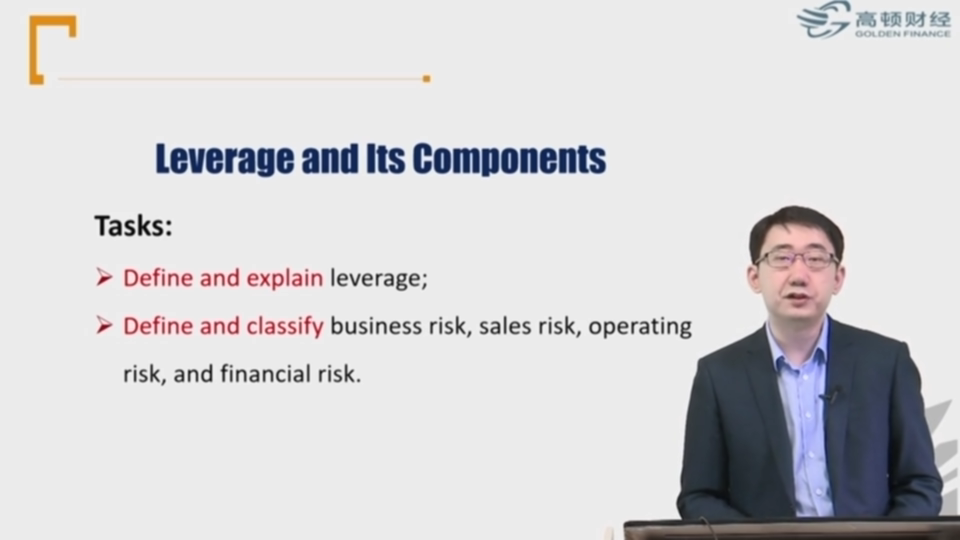 高顿财经
GOLDEN FINANCE
Leverage and Its Components
Tasks:
Define and explain leverage;
Define and classify business risk, sales risk, operating
risk, and financial risk.